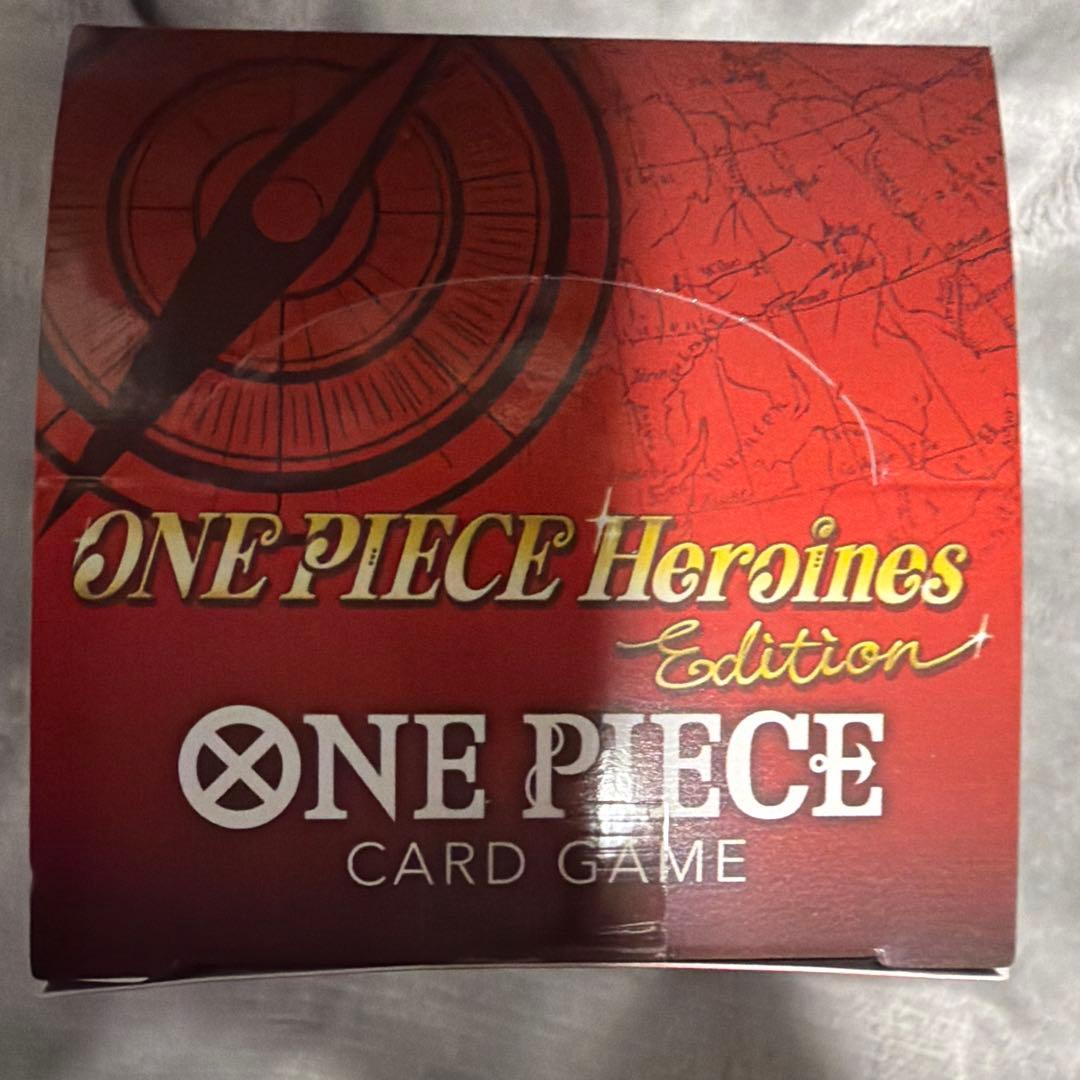 ONE PIECE Heroines
Edition
ONE PIECE
CARD GAME